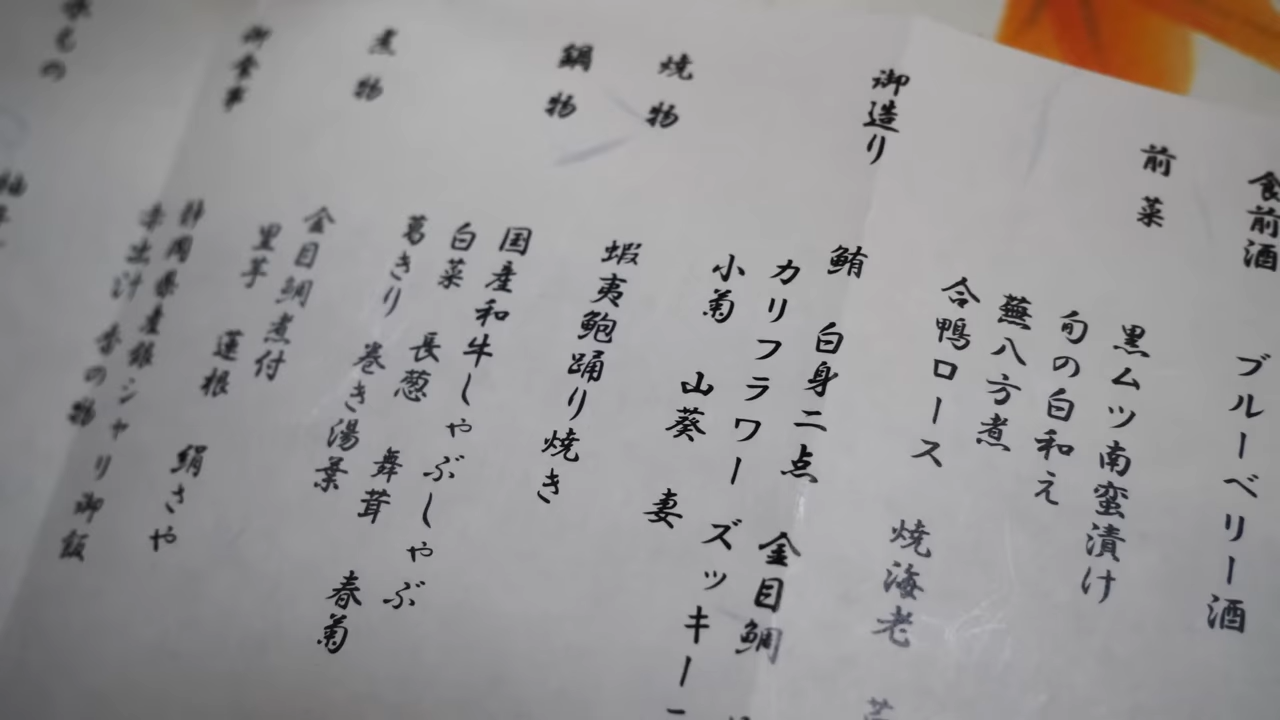 食前酒 ブルーベリー酒
前菜 黒ムツ南蛮漬け
旬の白和え
蕪八方煮
合鴨ロース 焼海老
御造り 鮪 白身二点 金目鯛
カリフラワー ズッキーニ
小菊 山葵 妻
焼物 蝦夷鮑踊り焼き
鍋物 国産和牛しゃぶしゃぶ
白菜 長葱 舞茸 春菊
葛きり 巻き湯葉
煮物 金目鯛煮付
里芋 蓮根 絹さや
御食事 静岡県産銀シャリ御飯
赤出汁 香の物